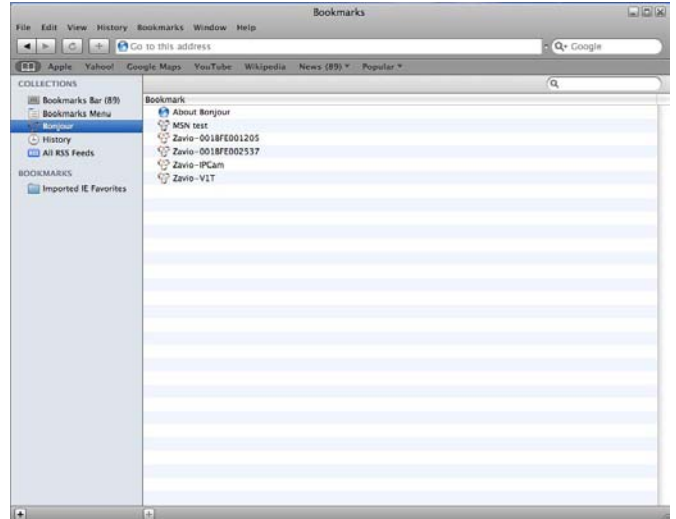 Bookmarks
File Edit View History Bookmarks Window Help
Go to this address
Google
Apple Yahoo! Google Maps YouTube Wikipedia News (89) Popular
COLLECTIONS
Bookmarks Bar (89)
Bookmarks Menu
Bonjour
History
All RSS Feeds
BOOKMARKS
Imported IE Favorites
Bookmark
About Bonjour
MSN test
Zavio-0018FE001205
Zavio-0018FE002537
Zavio-IPCam
Zavio-V1T